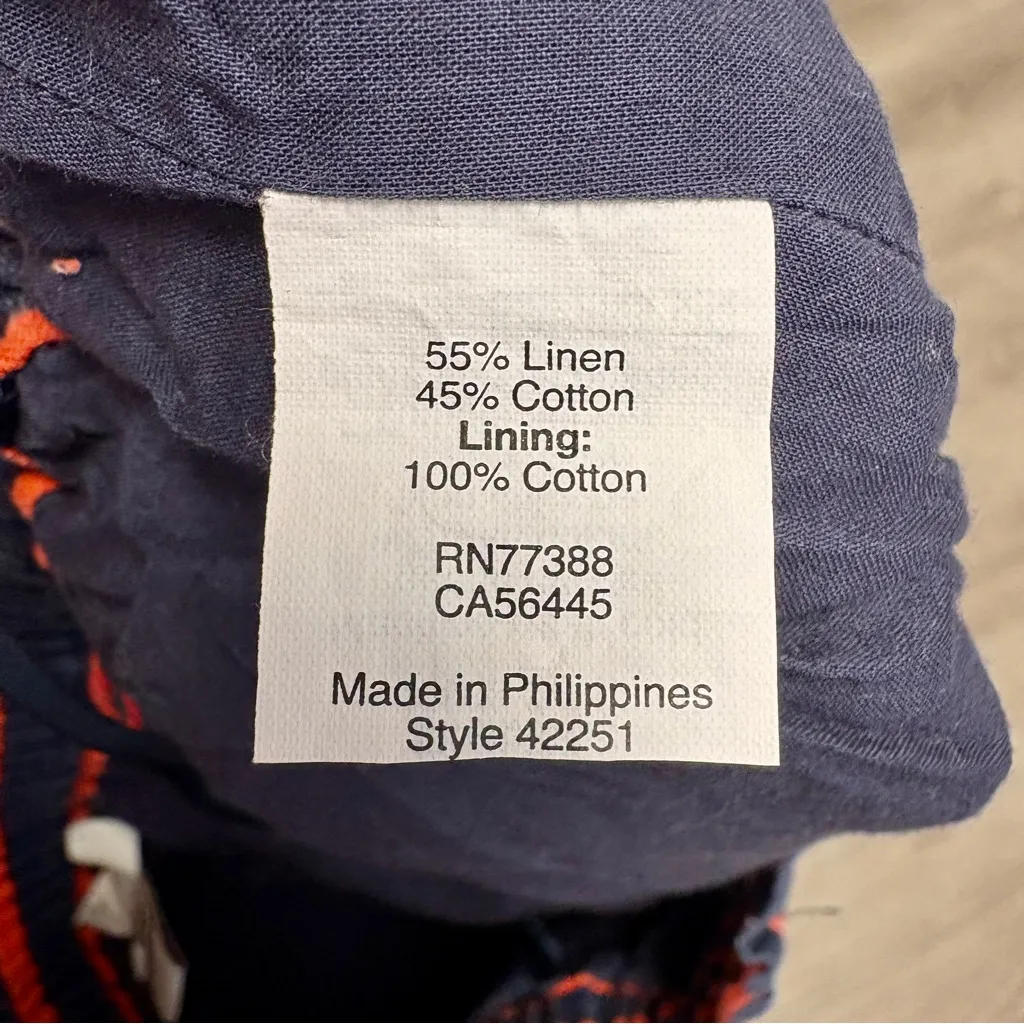 55% Linen
45% Cotton
Lining:
100% Cotton
RN77388
CA56445
Made in Philippines
Style 42251